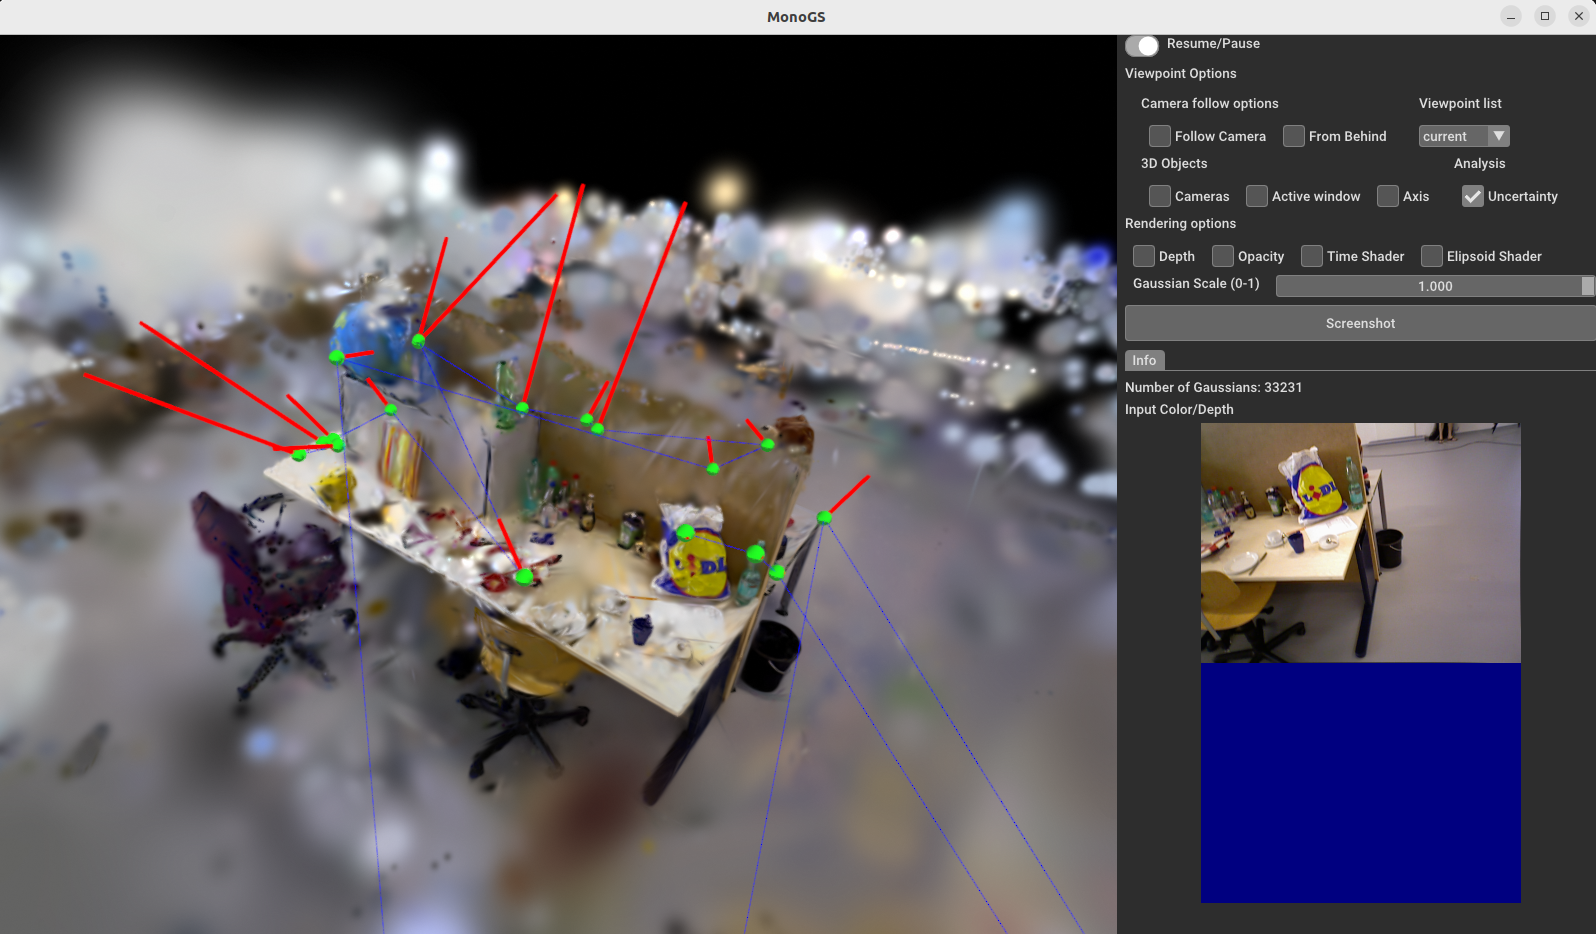 MonoGS
Resume/Pause
Viewpoint Options
Camera follow options
Viewpoint list
Follow Camera
From Behind
current
3D Objects
Analysis
Cameras
Active window
Axis
Uncertainty
Rendering options
Depth
Opacity
Time Shader
Elipsoid Shader
Gaussian Scale (0-1)
1.000
Screenshot
Info
Number of Gaussians: 33231
Input Color/Depth
LIDL
LIDL